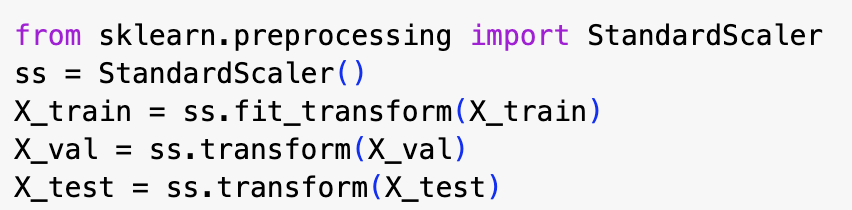 from sklearn.preprocessing import StandardScaler
ss = StandardScaler()
X_train = ss.fit_transform(X_train)
X_val = ss.transform(X_val)
X_test = ss.transform(X_test)